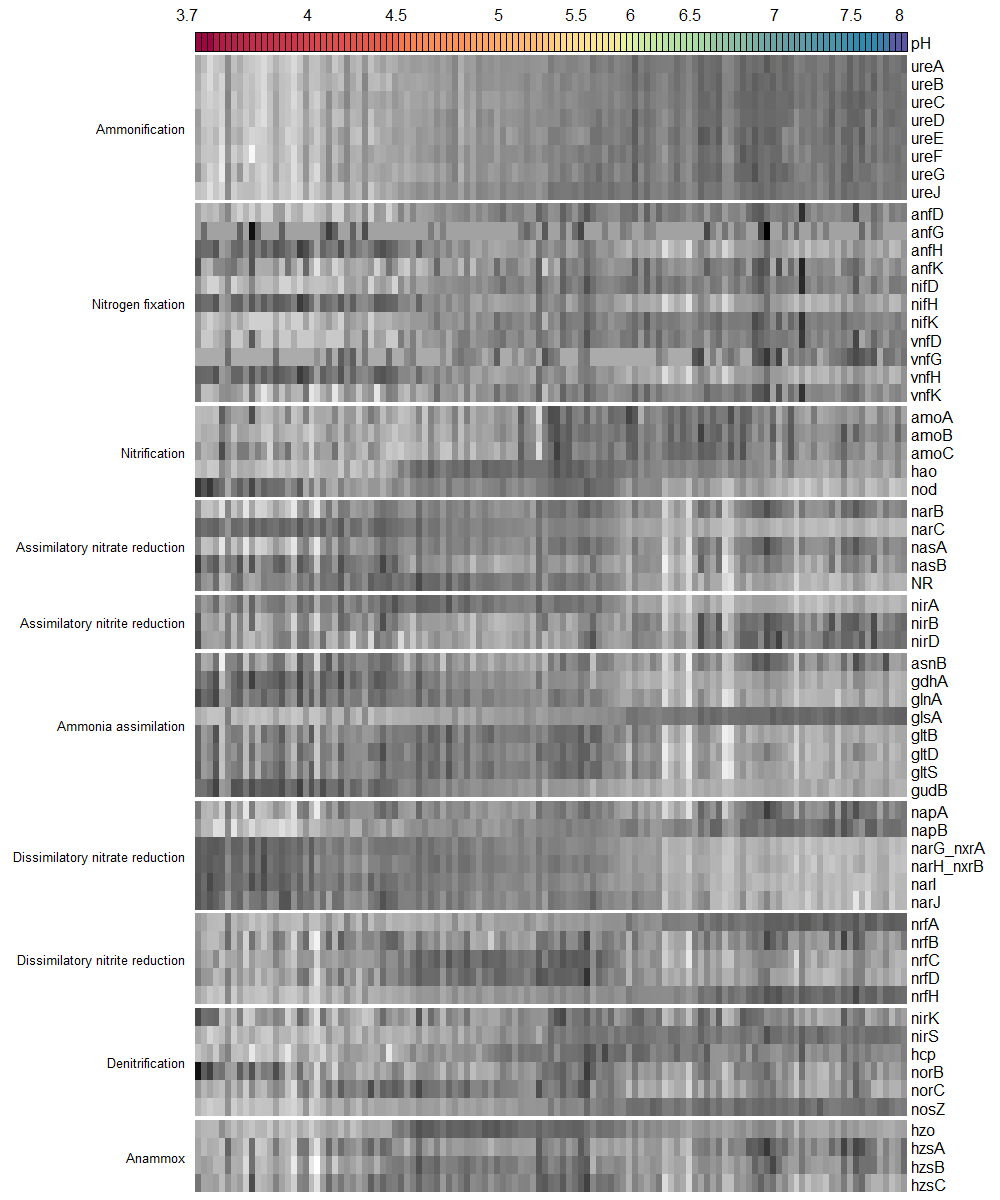 3.7 4 4.5 5 5.5 6 6.5 7 7.5 8
pH
Ammonification
ureA
ureB
ureC
ureD
ureE
ureF
ureG
ureJ
Nitrogen fixation
anfD
anfG
anfH
anfK
nifD
nifH
nifK
vnfD
vnfG
vnfH
vnfK
Nitrification
amoA
amoB
amoC
hao
nod
Assimilatory nitrate reduction
narB
narC
nasA
nasB
NR
Assimilatory nitrite reduction
nirA
nirB
nirD
Ammonia assimilation
asnB
gdhA
glnA
glsA
gltB
gltD
gltS
gudB
Dissimilatory nitrate reduction
napA
napB
narG_nxrA
narH_nxrB
narI
narJ
Dissimilatory nitrite reduction
nrfA
nrfB
nrfC
nrfD
nrfH
Denitrification
nirK
nirS
hcp
norB
norC
nosZ
Anammox
hzo
hzsA
hzsB
hzsC